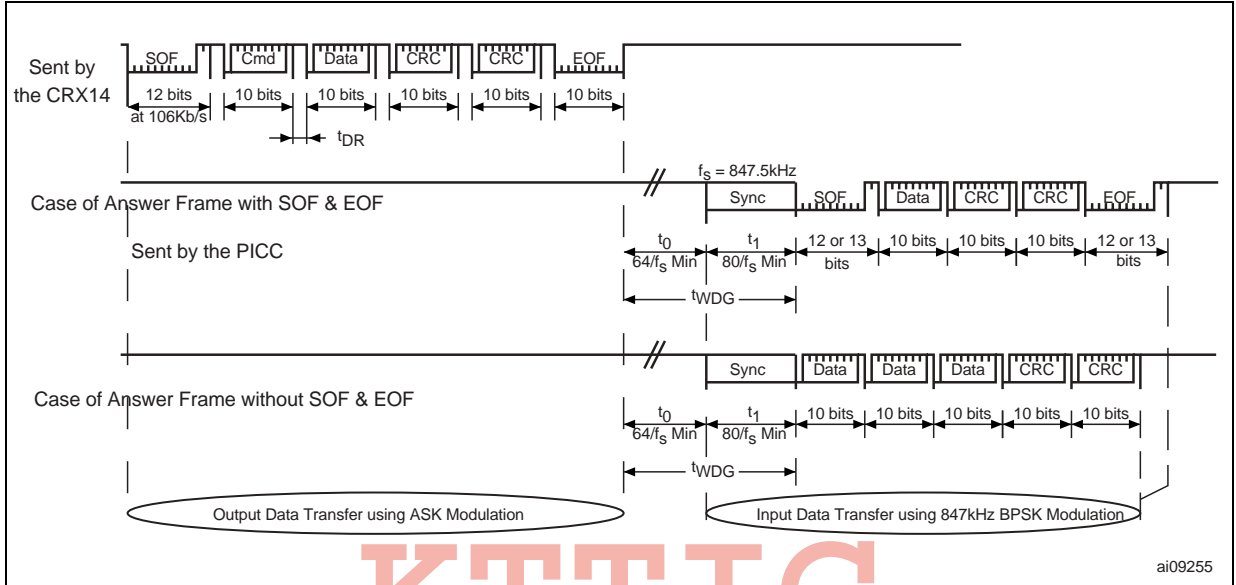 SOF Cmd Data CRC CRC EOF
Sent by
the CRX14
12 bits 10 bits 10 bits 10 bits 10 bits 10 bits
at 106Kb/s
tDR
fS = 847.5kHz
Sync SOF Data CRC CRC EOF
Case of Answer Frame with SOF & EOF
Sent by the PICC
t0 t1 12 or 13 10 bits 10 bits 10 bits 12 or 13
64/fS Min 80/fS Min bits bits
tWDG
Sync Data Data Data CRC CRC
Case of Answer Frame without SOF & EOF
t0 t1 10 bits 10 bits 10 bits 10 bits 10 bits
64/fS Min 80/fS Min
tWDG
Output Data Transfer using ASK Modulation Input Data Transfer using 847kHz BPSK Modulation
ai09255